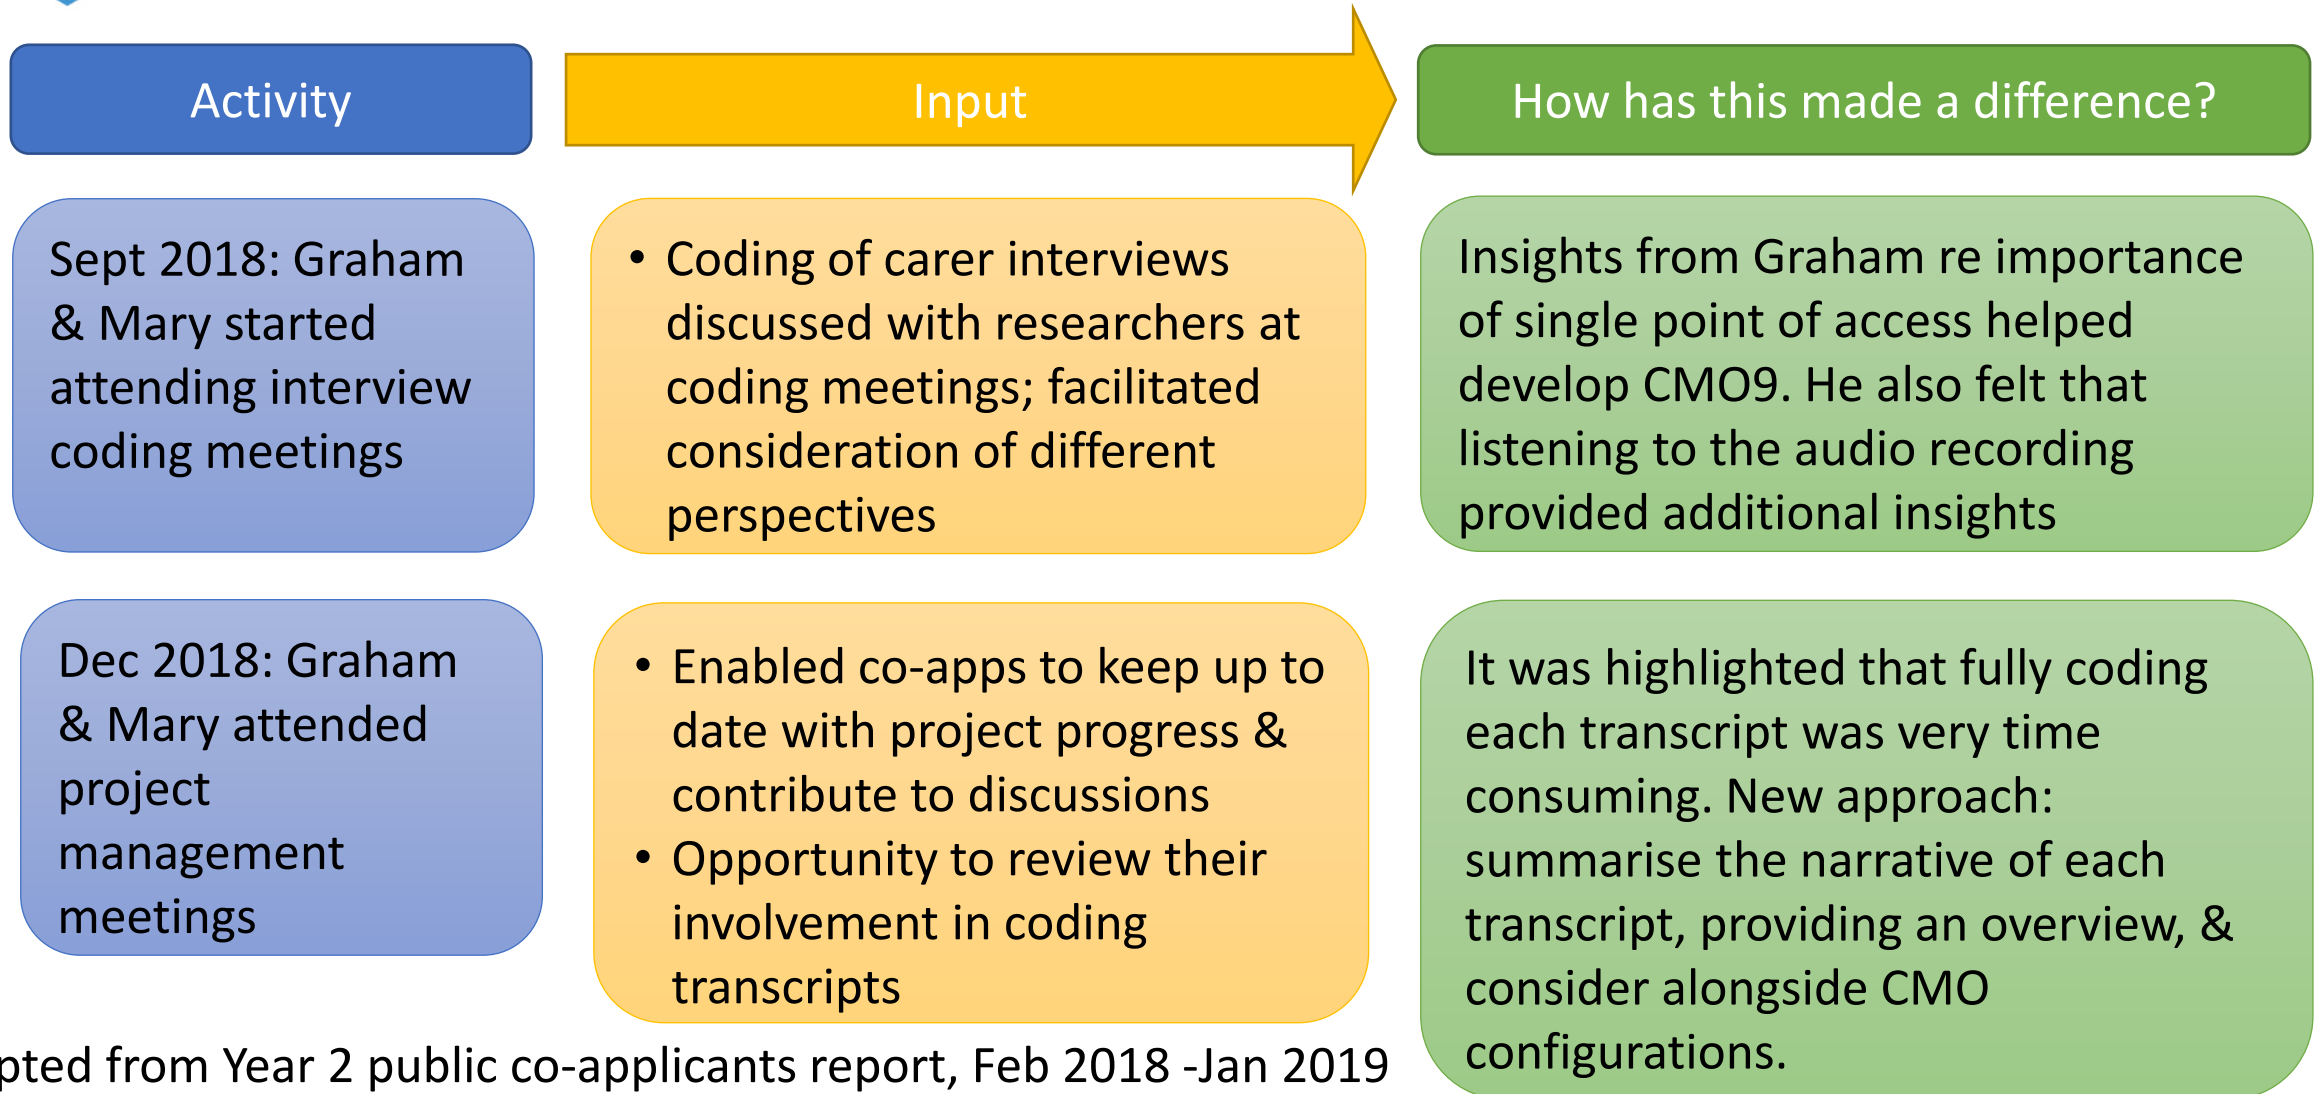 Activity
Input
How has this made a difference?
Sept 2018: Graham
& Mary started
attending interview
coding meetings
• Coding of carer interviews
discussed with researchers at
coding meetings; facilitated
consideration of different
perspectives
Insights from Graham re importance
of single point of access helped
develop CMO9. He also felt that
listening to the audio recording
provided additional insights
Dec 2018: Graham
& Mary attended
project
management
meetings
• Enabled co-apps to keep up to
date with project progress &
contribute to discussions
• Opportunity to review their
involvement in coding
transcripts
It was highlighted that fully coding
each transcript was very time
consuming. New approach:
summarise the narrative of each
transcript, providing an overview, &
consider alongside CMO
configurations.
pted from Year 2 public co-applicants report, Feb 2018 -Jan 2019